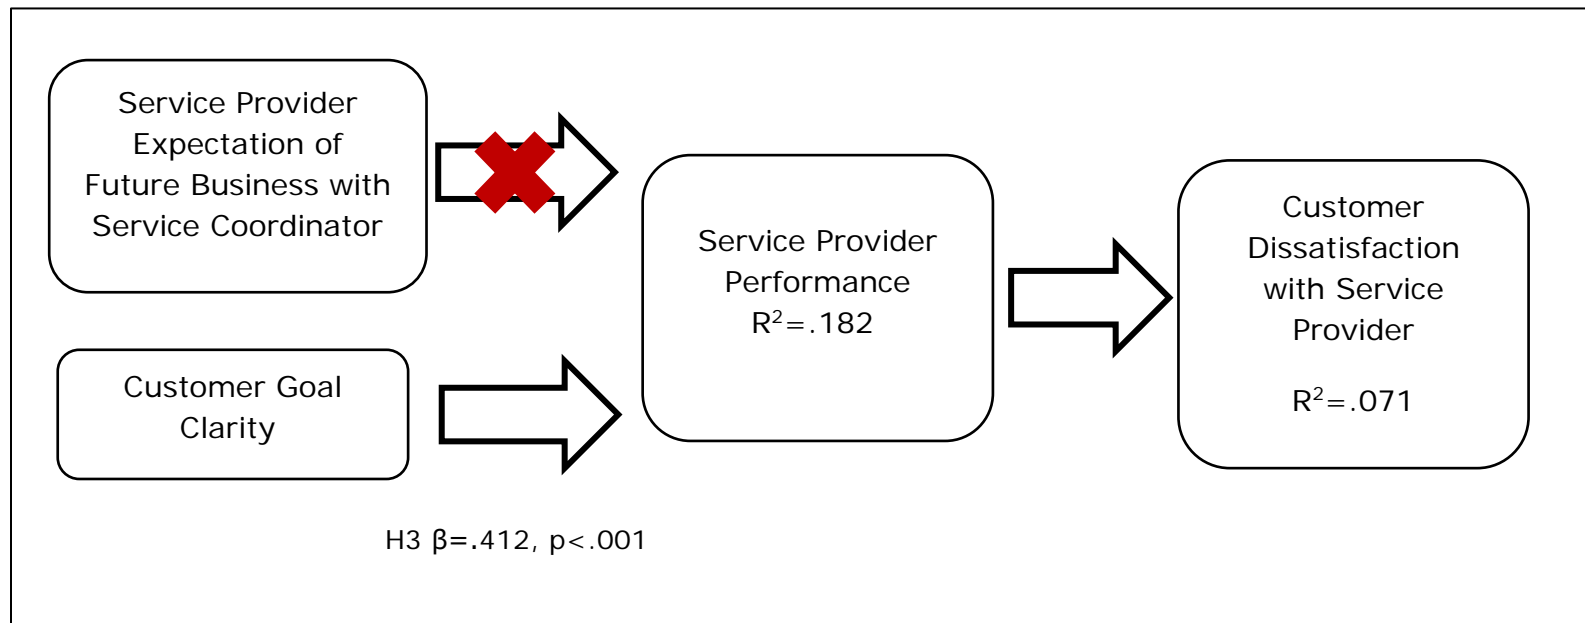 Service Provider
Expectation of
Future Business with
Service Coordinator
Customer Goal
Clarity
H3 β=.412, p<.001
Service Provider
Performance
R²=.182
Customer
Dissatisfaction
with Service
Provider
R²=.071